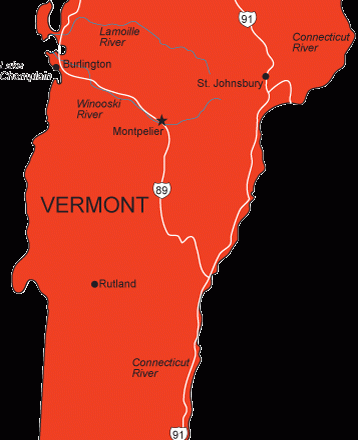 91
Lamoille
River
Connecticut
River
Lake
Champlain
Burlington
St. Johnsbury
Winooski
River
Montpelier
89
VERMONT
Rutland
Connecticut
River
91